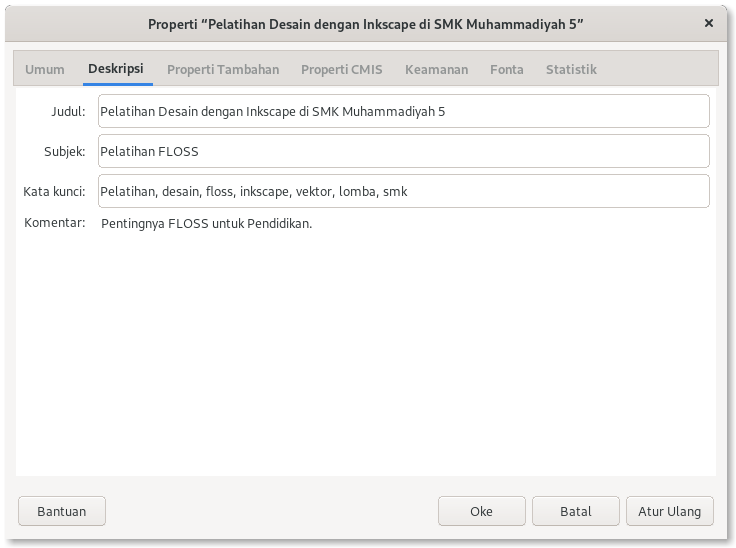 Properti “Pelatihan Desain dengan Inkscape di SMK Muhammadiyah 5”
Umum Deskripsi Properti Tambahan Properti CMIS Keamanan Fonta Statistik
Judul: Pelatihan Desain dengan Inkscape di SMK Muhammadiyah 5
Subjek: Pelatihan FLOSS
Kata kunci: Pelatihan, desain, floss, inkscape, vektor, lomba, smk
Komentar: Pentingnya FLOSS untuk Pendidikan.
Bantuan Oke Batal Atur Ulang